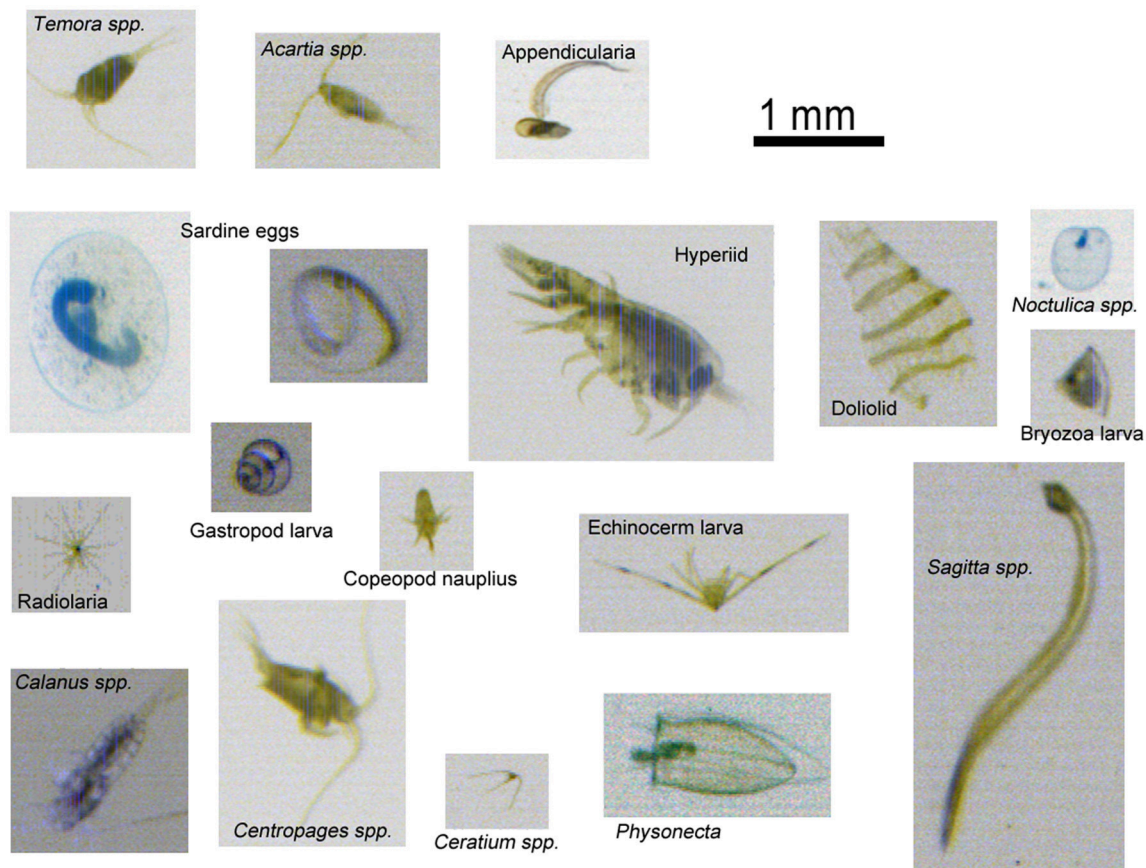 Temora spp.
Acartia spp.
Appendicularia
1 mm
Sardine eggs
Hyperiid
Doliolid
Noctulica spp.
Bryozoa larva
Gastropod larva
Copeopod nauplius
Echinocerm larva
Sagitta spp.
Radiolaria
Calanus spp.
Centropages spp.
Ceratium spp.
Physonecta